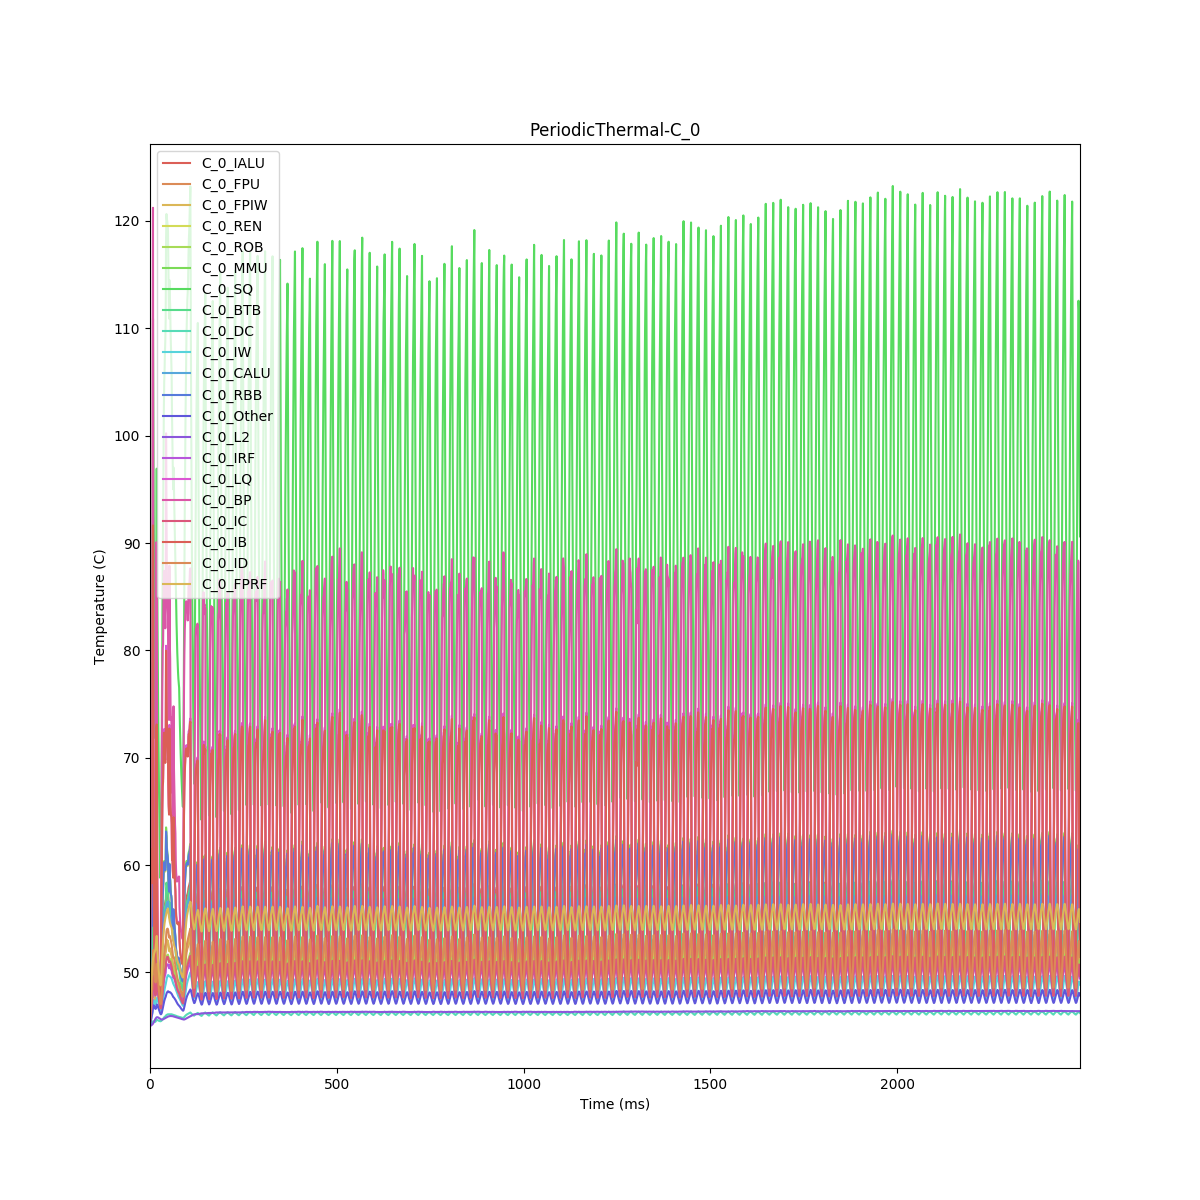 PeriodicThermal-C_0
C_0_IALU
C_0_FPU
C_0_FPIW
C_0_REN
C_0_ROB
C_0_MMU
C_0_SQ
C_0_BTB
C_0_DC
C_0_IW
C_0_CALU
C_0_RBB
C_0_Other
C_0_L2
C_0_IRF
C_0_LQ
C_0_BP
C_0_IC
C_0_IB
C_0_ID
C_0_FPRF
120
110
100
90
80
70
60
50
Temperature (C)
0 500 1000 1500 2000
Time (ms)